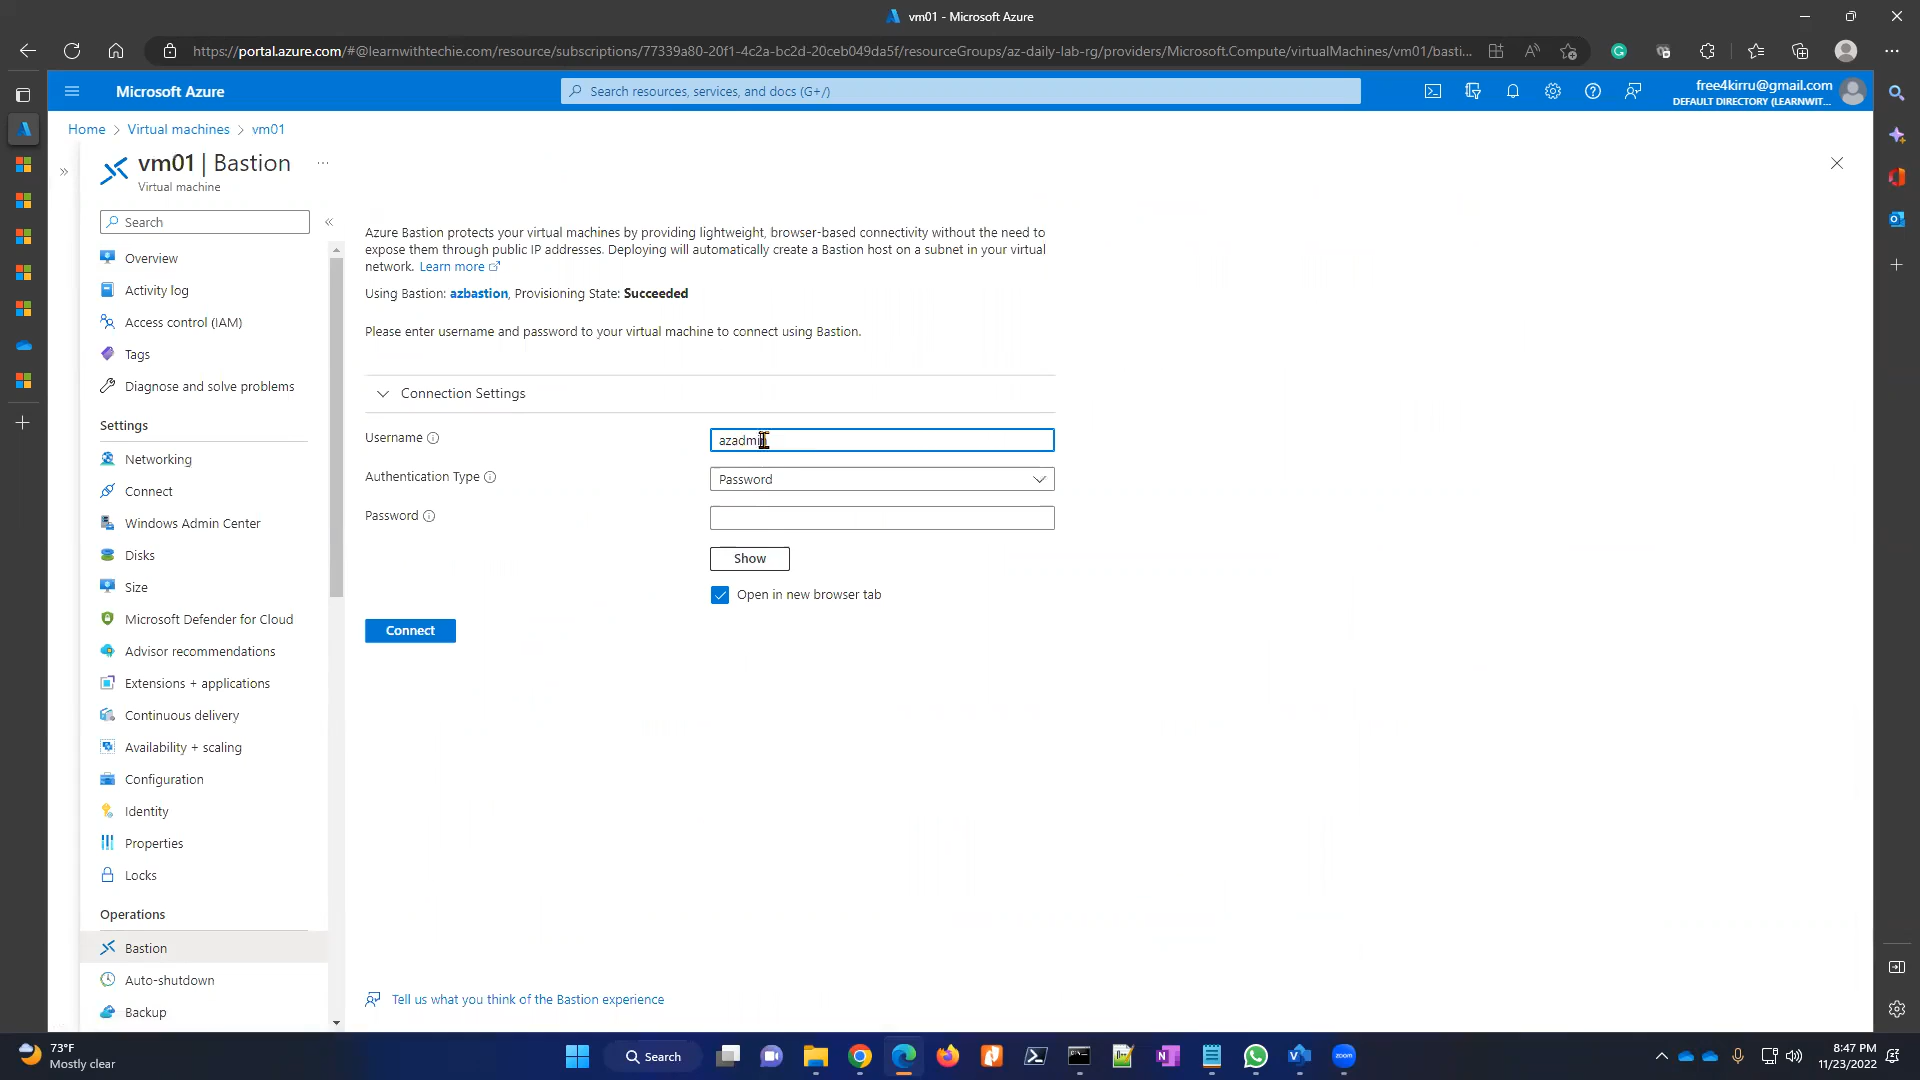 vm01 - Microsoft Azure
https://portal.azure.com/#@learnwithtechie.com/resource/subscriptions/77339a80-20f1-4c2a-bc2d-20ceb049da5f/resourceGroups/az-daily-lab-rg/providers/Microsoft.Compute/virtualMachines/vm01/basti...
Microsoft Azure
Search resources, services, and docs (G+/)
free4kirru@gmail.com
DEFAULT DIRECTORY (LEARNWIT...
Home > Virtual machines > vm01
vm01 | Bastion ...
Virtual machine
Search
Overview
Activity log
Access control (IAM)
Tags
Diagnose and solve problems
Settings
Networking
Connect
Windows Admin Center
Disks
Size
Microsoft Defender for Cloud
Advisor recommendations
Extensions + applications
Continuous delivery
Availability + scaling
Configuration
Identity
Properties
Locks
Operations
Bastion
Auto-shutdown
Backup
Azure Bastion protects your virtual machines by providing lightweight, browser-based connectivity without the need to
expose them through public IP addresses. Deploying will automatically create a Bastion host on a subnet in your virtual
network. Learn more
Using Bastion: azbastion, Provisioning State: Succeeded
Please enter username and password to your virtual machine to connect using Bastion.
Connection Settings
Username
azadmin
Authentication Type
Password
Password
Show
Open in new browser tab
Connect
Tell us what you think of the Bastion experience
73°F
Mostly clear
Search
zoom
8:47 PM
11/23/2022